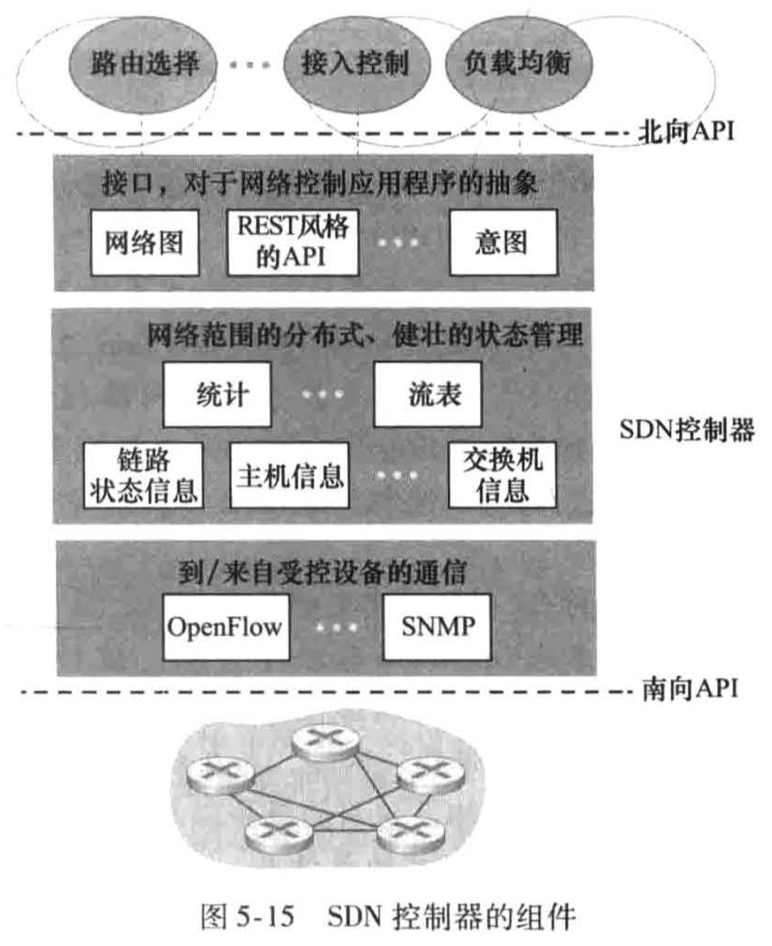 路由选择 ··· 接入控制 负载均衡
北向API
接口，对于网络控制应用程序的抽象
网络图 REST风格的API ··· 意图
网络范围的分布式、健壮的状态管理
统计 ··· 流表
SDN控制器
链路状态信息 主机信息 ··· 交换机信息
到/来自受控设备的通信
OpenFlow ··· SNMP
南向API
图 5-15 SDN 控制器的组件